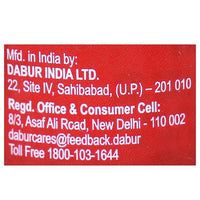 Mfd. in India by:
DABUR INDIA LTD.
22, Site IV, Sahibabad, (U.P.) - 201 010
Regd. Office & Consumer Cell:
8/3, Asaf Ali Road, New Delhi - 110 002
daburcares@feedback.dabur
Toll Free 1800-103-1644